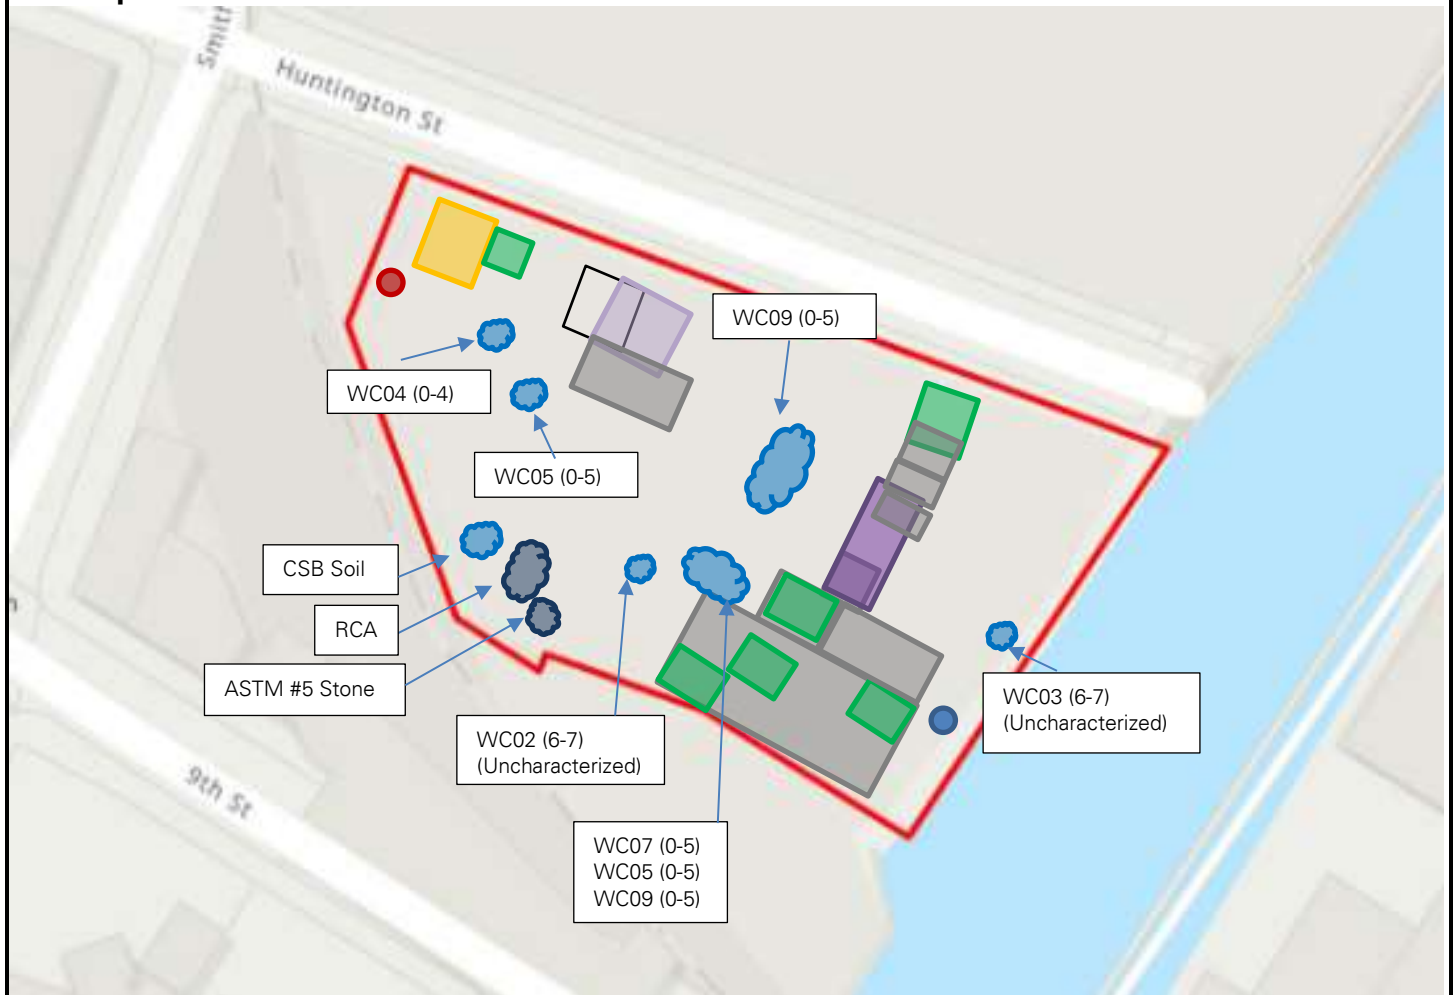 Smith
Huntington St
WC09 (0-5)
WC04 (0-4)
WC05 (0-5)
CSB Soil
RCA
ASTM #5 Stone
WC02 (6-7)
(Uncharacterized)
WC03 (6-7)
(Uncharacterized)
9th St
WC07 (0-5)
WC05 (0-5)
WC09 (0-5)